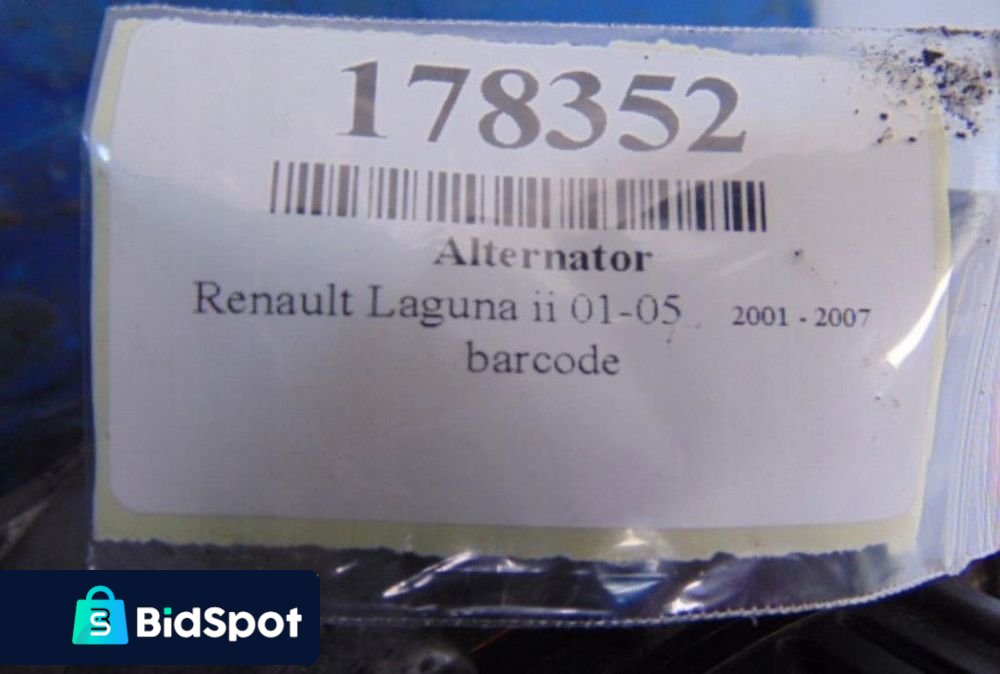 178352
Alternator
Renault Laguna ii 01-05 2001 - 2007
barcode
BidSpot